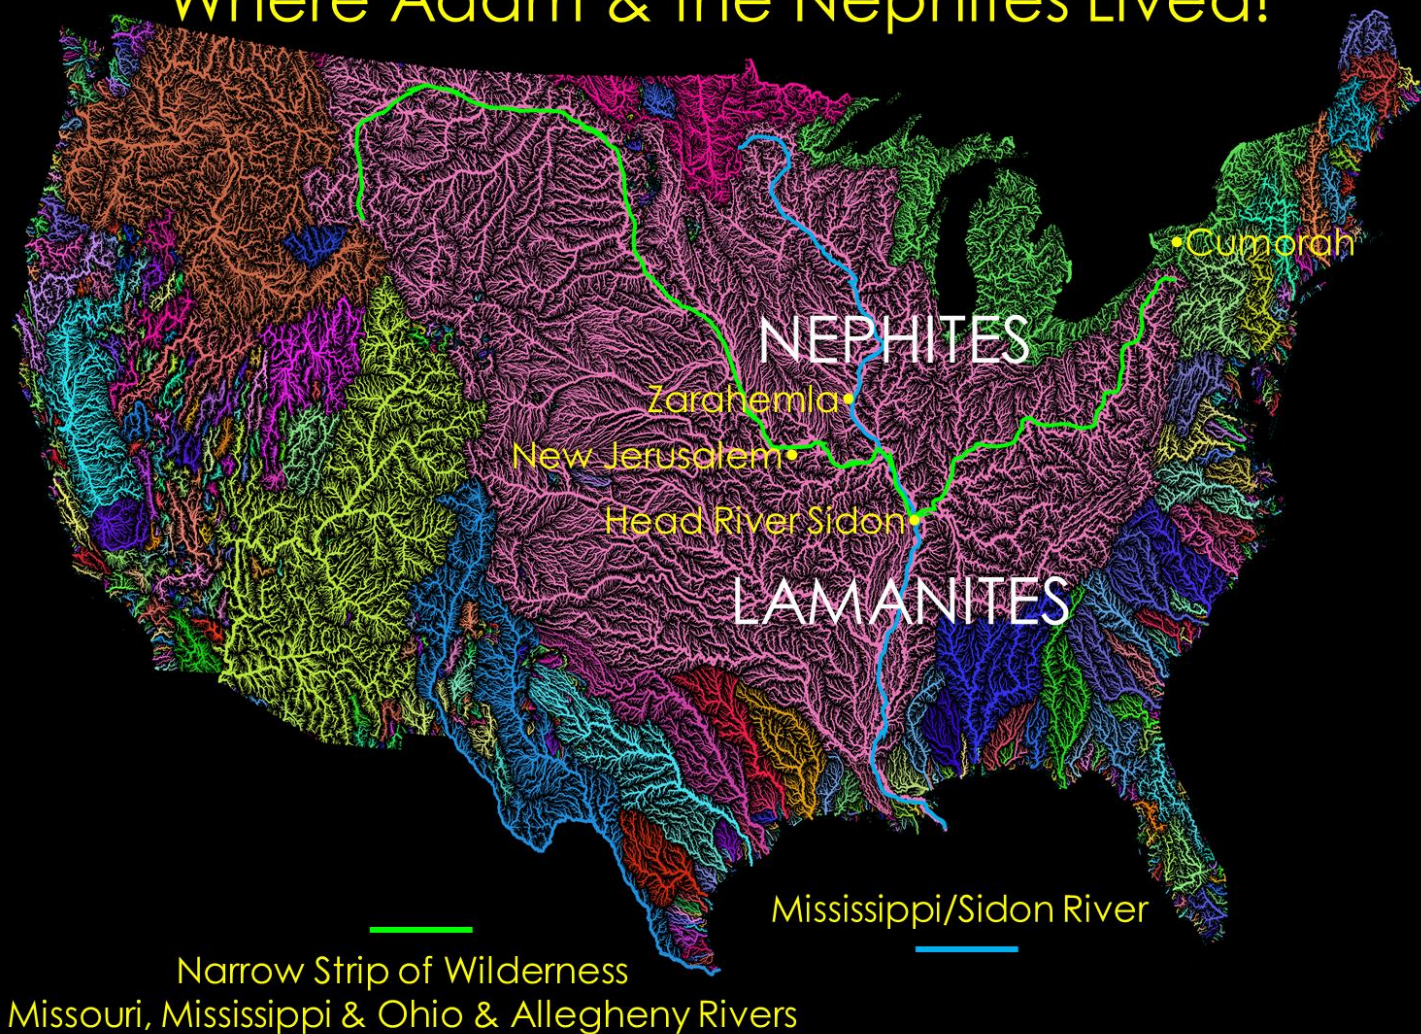 Where Adam & the Nephites Lived!
Cumorah
NEPHITES
Zarahemla
New Jerusalem
Head River Sidon
LAMANITES
Mississippi/Sidon River
Narrow Strip of Wilderness
Missouri, Mississippi & Ohio & Allegheny Rivers